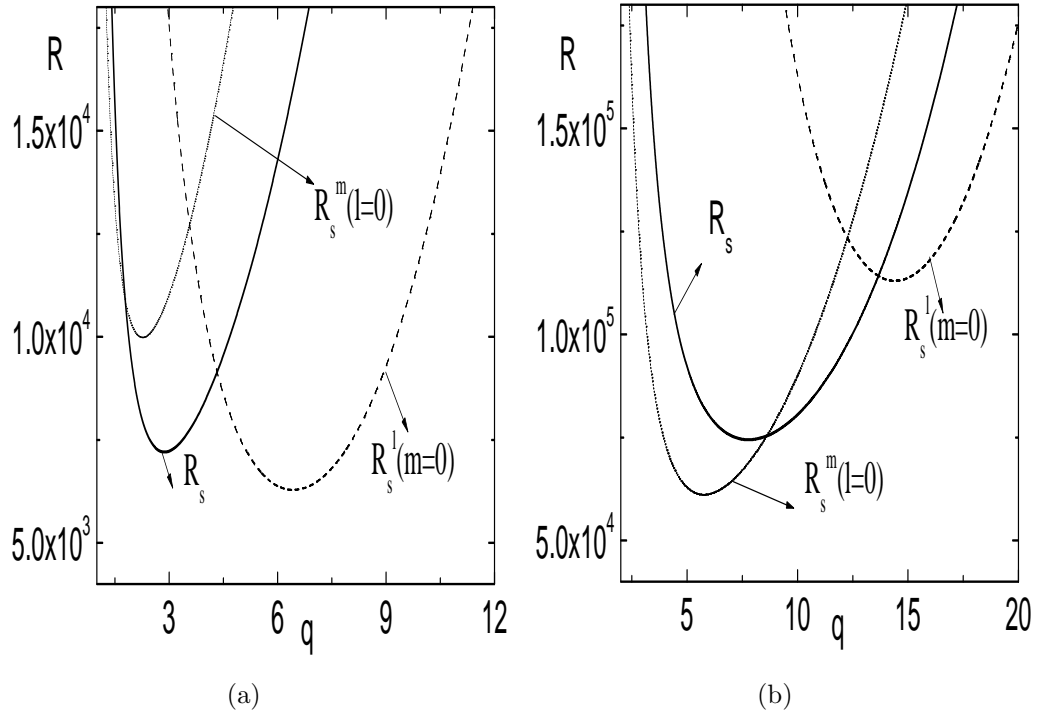 R
1.5x10^4
1.0x10^4
5.0x10^3
R_s^m(l=0)
R_s
R_s^l(m=0)
3 6 9 12
q
(a)
R
1.5x10^5
1.0x10^5
5.0x10^4
R_s
R_s^l(m=0)
R_s^m(l=0)
5 10 15 20
q
(b)